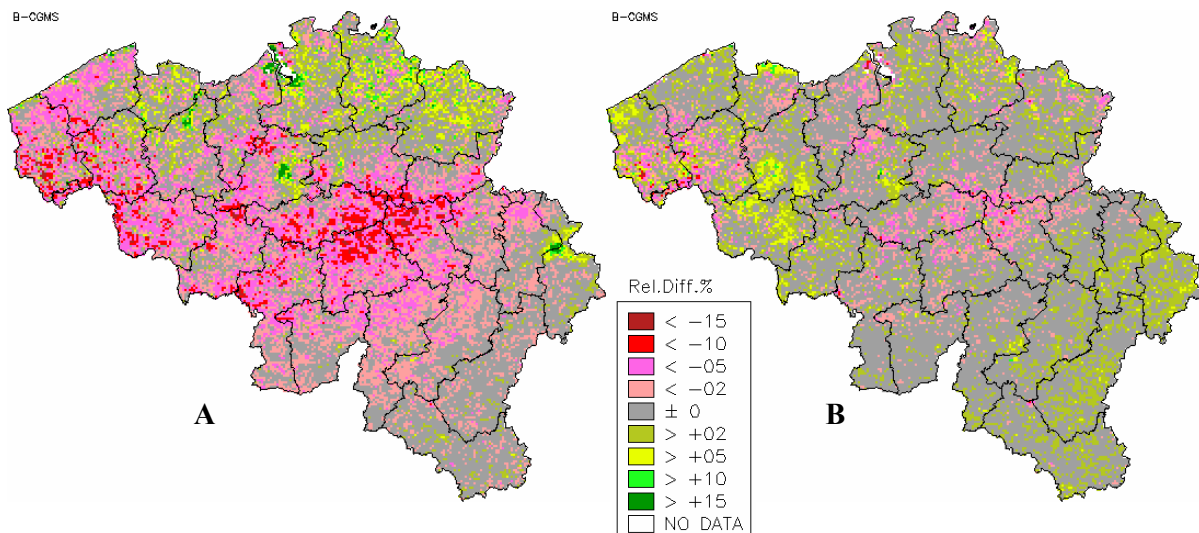 B-CGMS
B-CGMS
Rel.Diff.%
< -15
< -10
< -05
< -02
± 0
> +02
> +05
> +10
> +15
NO DATA
A
B